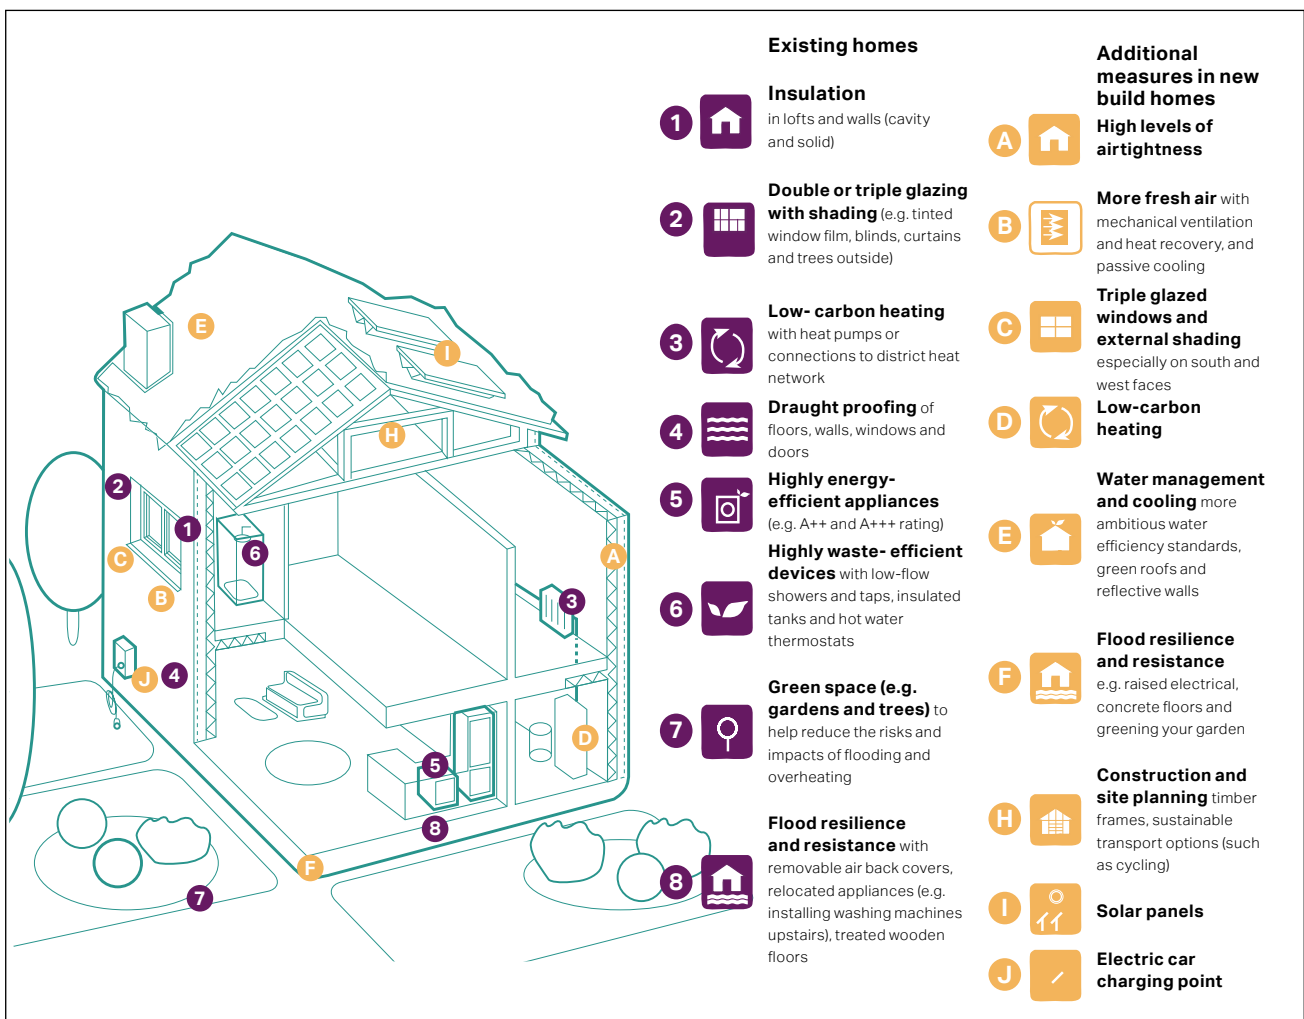 Existing homes
1
Insulation
in lofts and walls (cavity
and solid)
2
Double or triple glazing
with shading (e.g. tinted
window film, blinds, curtains
and trees outside)
3
Low- carbon heating
with heat pumps or
connections to district heat
network
4
Draught proofing of
floors, walls, windows and
doors
5
Highly energy-
efficient appliances
(e.g. A++ and A+++ rating)
6
Highly waste- efficient
devices with low-flow
showers and taps, insulated
tanks and hot water
thermostats
7
Green space (e.g.
gardens and trees) to
help reduce the risks and
impacts of flooding and
overheating
8
Flood resilience
and resistance with
removable air back covers,
relocated appliances (e.g.
installing washing machines
upstairs), treated wooden
floors
Additional
measures in new
build homes
A
High levels of
airtightness
B
More fresh air with
mechanical ventilation
and heat recovery, and
passive cooling
C
Triple glazed
windows and
external shading
especially on south and
west faces
D
Low-carbon
heating
E
Water management
and cooling more
ambitious water
efficiency standards,
green roofs and
reflective walls
F
Flood resilience
and resistance
e.g. raised electrical,
concrete floors and
greening your garden
H
Construction and
site planning timber
frames, sustainable
transport options (such
as cycling)
I
Solar panels
J
Electric car
charging point
E
I
H
2
1
6
A
C
B
3
J
4
D
5
8
F
7